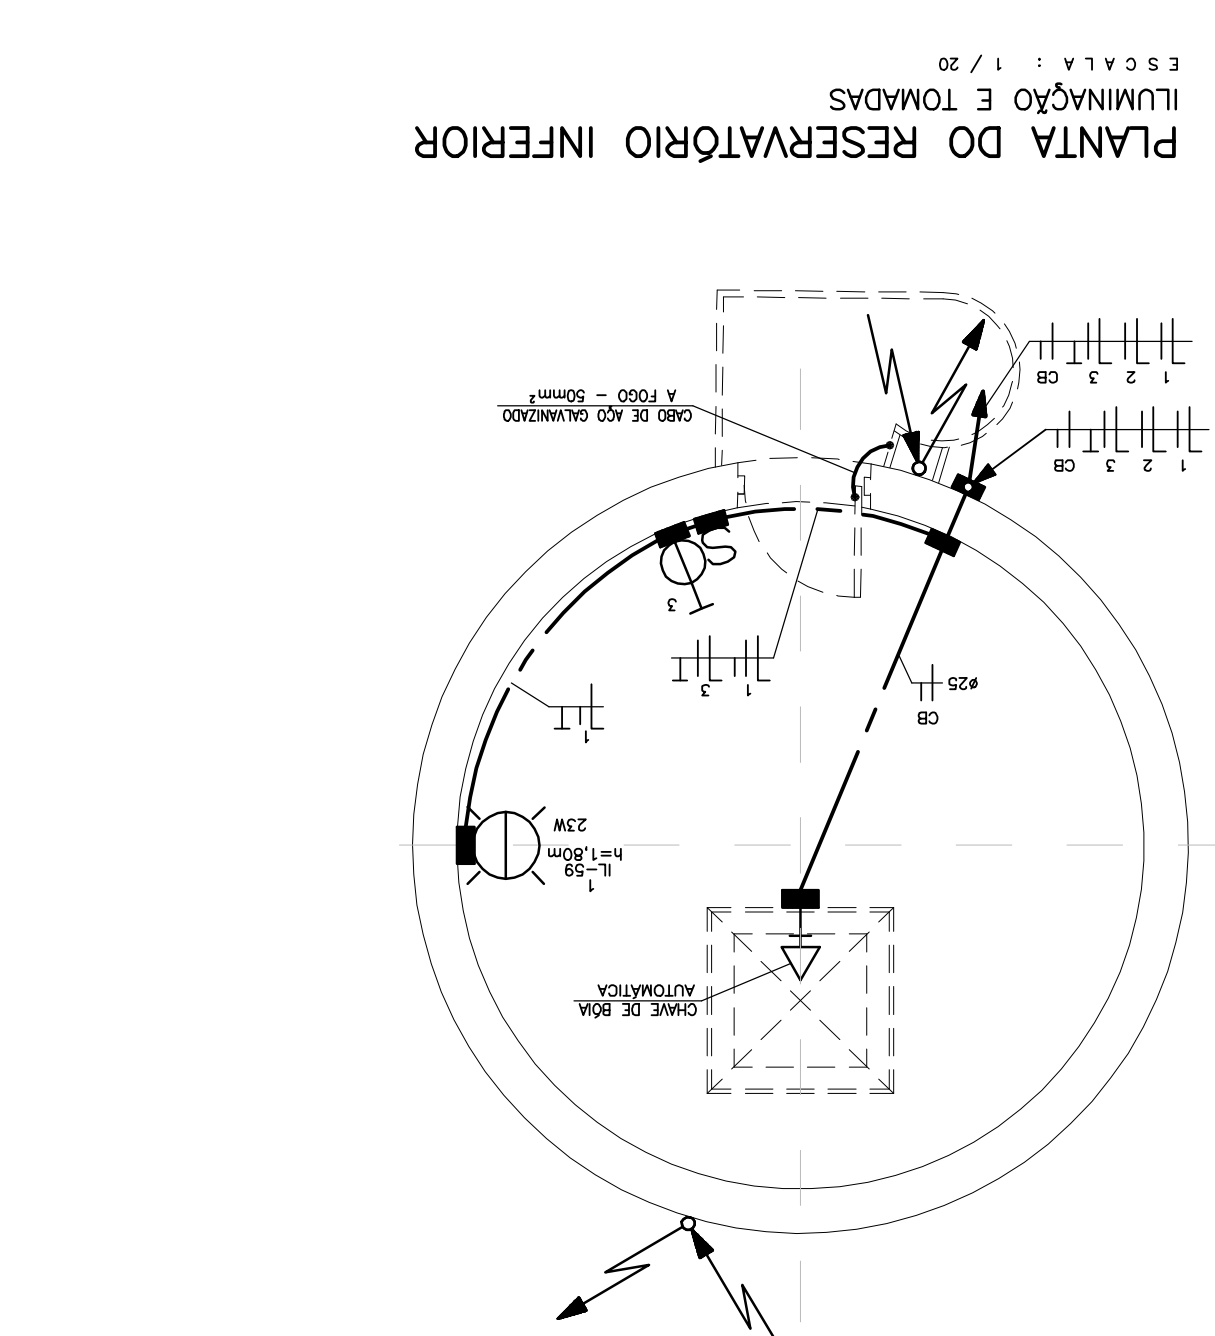 CHAVE DE BÓIA
AUTOMÁTICA
1
IL-59
h=1,80m
23W
1
CB
ø25
1 3
3
1 2 3 CB
1 2 3 CB
CABO DE AÇO GALVANIZADO
A FOGO - 50mm²
PLANTA DO RESERVATÓRIO INFERIOR
ILUMINAÇÃO E TOMADAS
ESCALA : 1/20